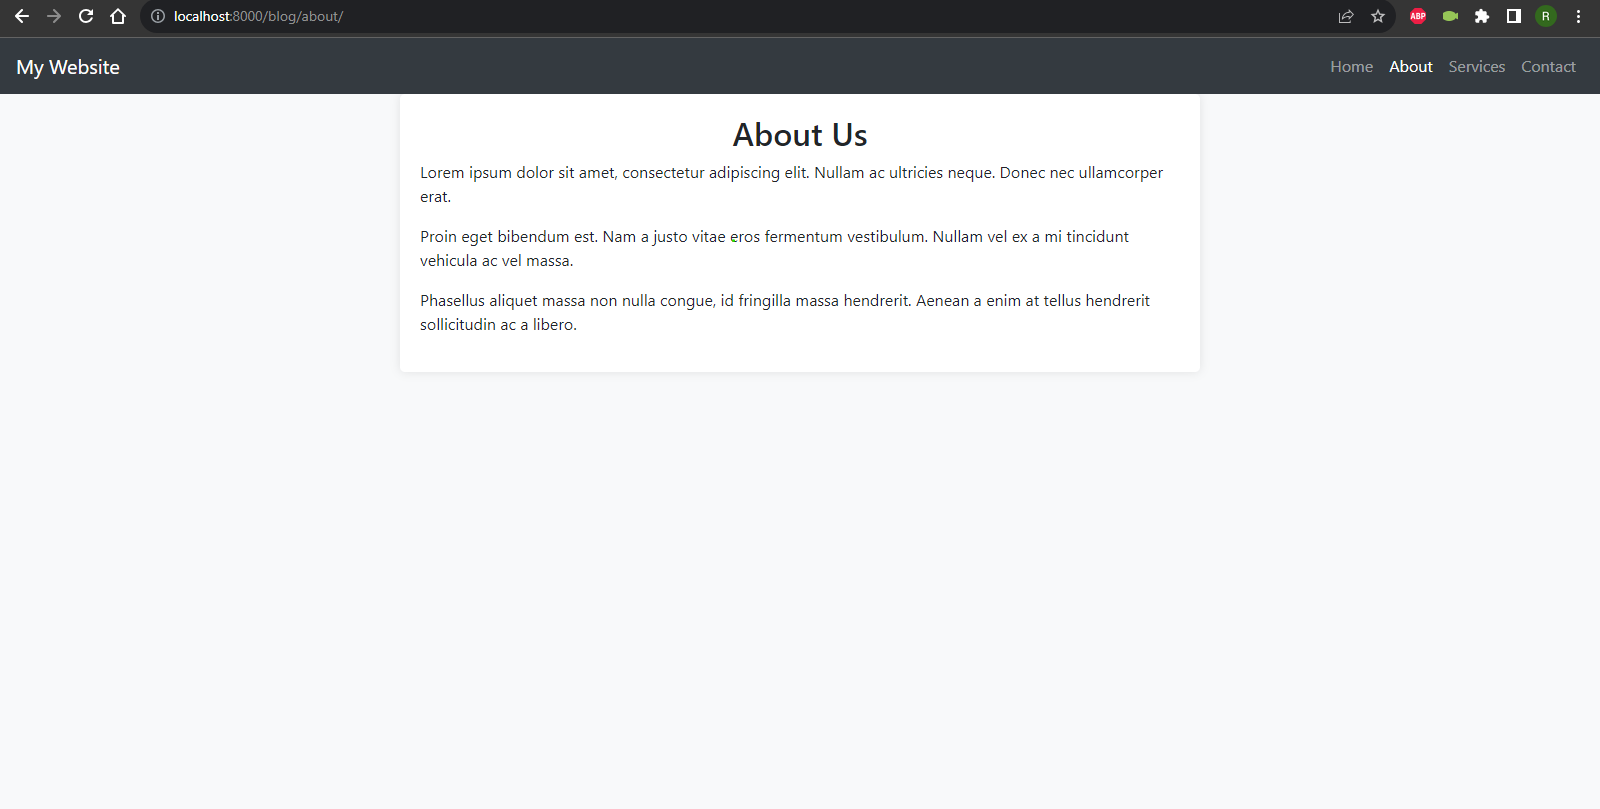 localhost:8000/blog/about/
ABP
R
My Website
Home About Services Contact
About Us
Lorem ipsum dolor sit amet, consectetur adipiscing elit. Nullam ac ultricies neque. Donec nec ullamcorper
erat.
Proin eget bibendum est. Nam a justo vitae eros fermentum vestibulum. Nullam vel ex a mi tincidunt
vehicula ac vel massa.
Phasellus aliquet massa non nulla congue, id fringilla massa hendrerit. Aenean a enim at tellus hendrerit
sollicitudin ac a libero.